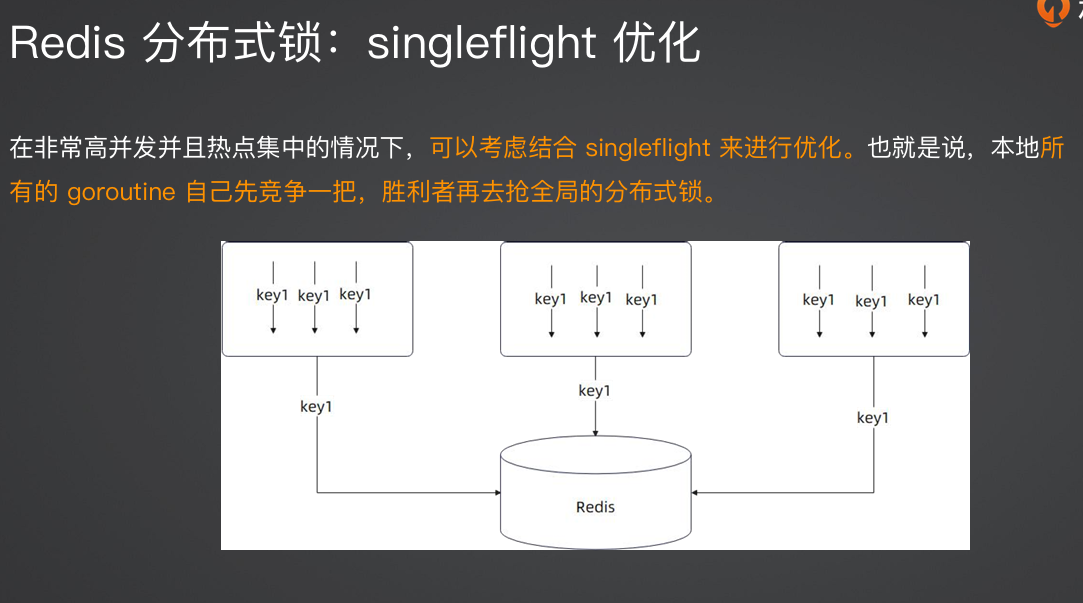 Redis 分布式锁：singleflight 优化
在非常高并发并且热点集中的情况下，可以考虑结合 singleflight 来进行优化。也就是说，本地所
有的 goroutine 自己先竞争一把，胜利者再去抢全局的分布式锁。
key1 key1 key1
key1 key1 key1
key1 key1 key1
key1
key1
key1
Redis